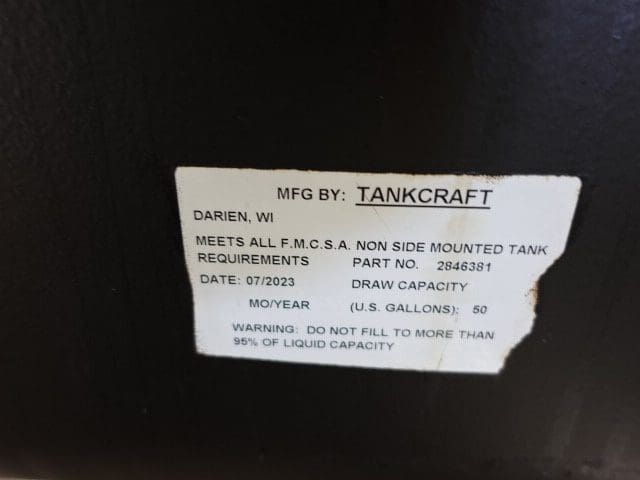 MFG BY: TANKCRAFT
DARIEN, WI
MEETS ALL F.M.C.S.A. NON SIDE MOUNTED TANK
REQUIREMENTS PART NO. 2846381
DATE: 07/2023 DRAW CAPACITY
MO/YEAR (U.S. GALLONS): 50
WARNING: DO NOT FILL TO MORE THAN
95% OF LIQUID CAPACITY